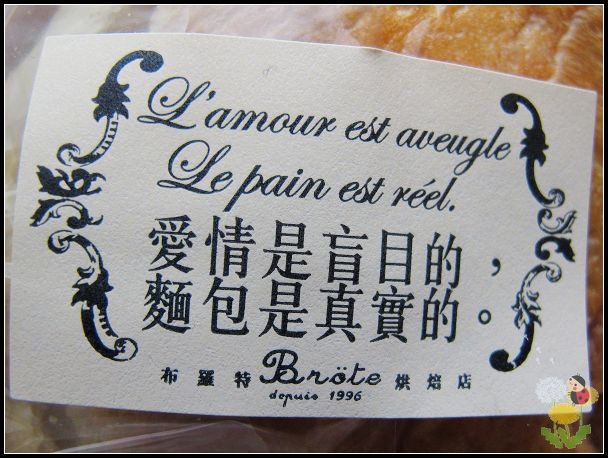 L'amour est aveugle
Le pain est réel.
愛情是盲目的，
麵包是真實的。
布羅特 Bröte 烘焙店
depuis 1996